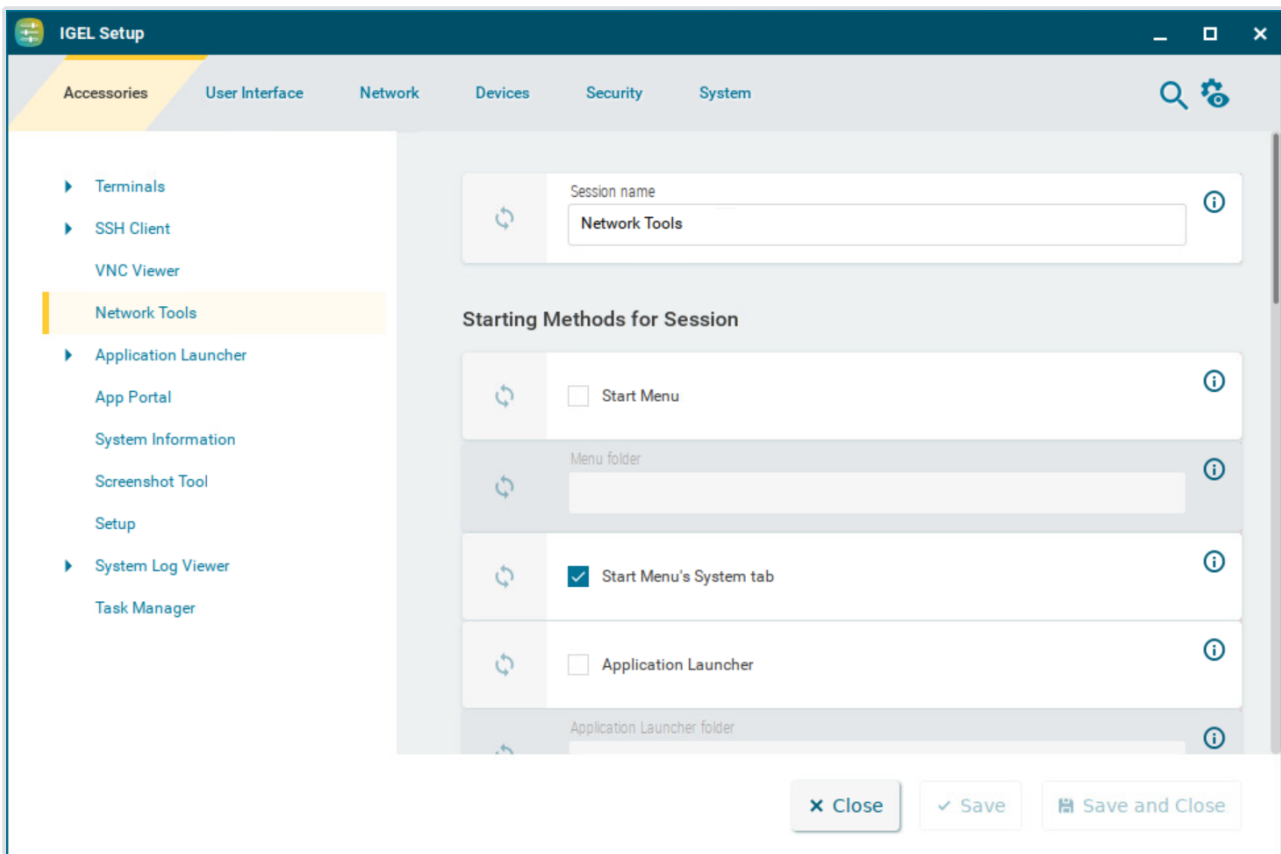 IGEL Setup
Accessories
User Interface
Network
Devices
Security
System
Terminals
SSH Client
VNC Viewer
Network Tools
Application Launcher
App Portal
System Information
Screenshot Tool
Setup
System Log Viewer
Task Manager
Session name
Network Tools
Starting Methods for Session
Start Menu
Menu folder
Start Menu's System tab
Application Launcher
Application Launcher folder
Close
Save
Save and Close